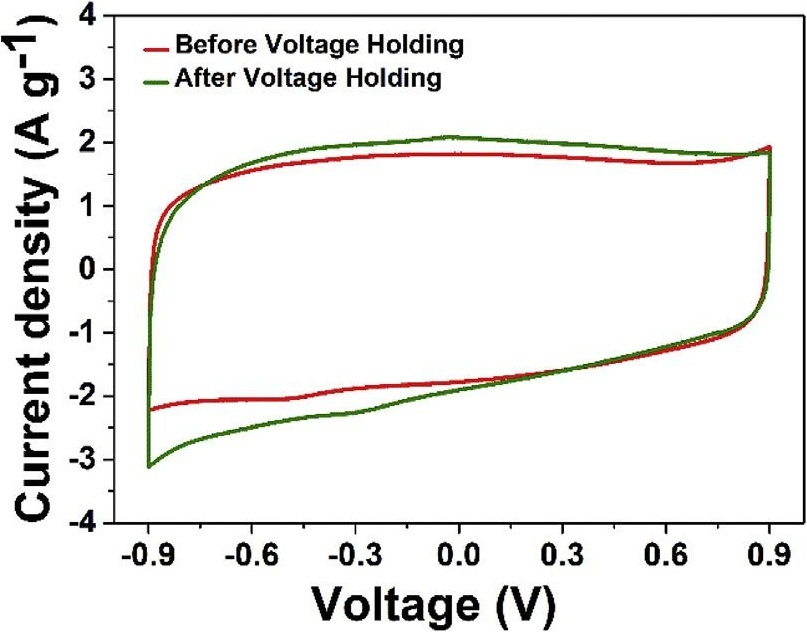 Current density (A g-1)
4
3
2
1
0
-1
-2
-3
-4
Before Voltage Holding
After Voltage Holding
-0.9 -0.6 -0.3 0.0 0.3 0.6 0.9
Voltage (V)